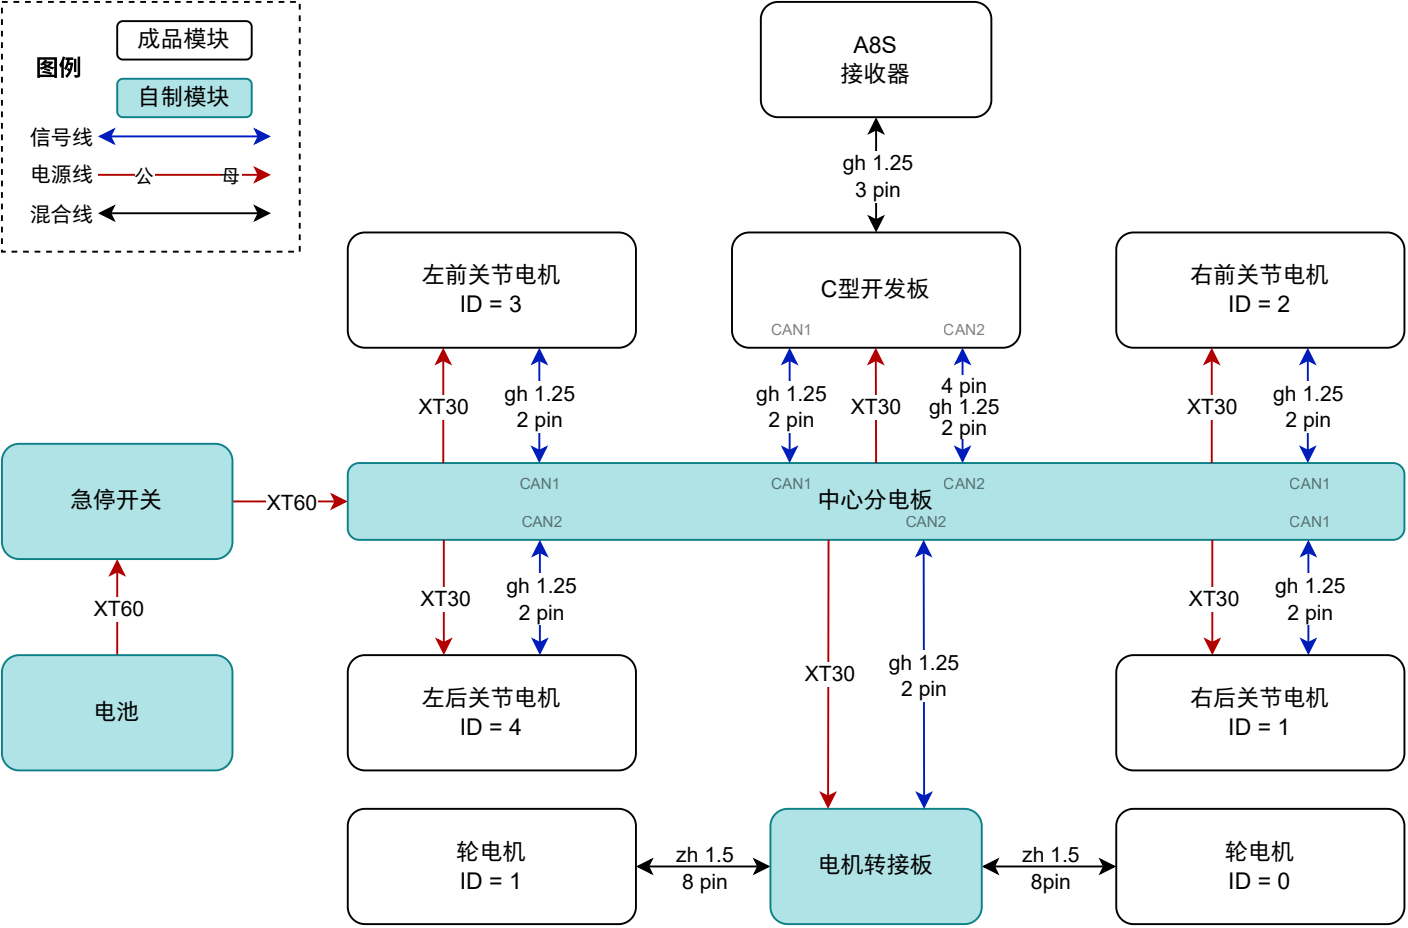 图例
成品模块
自制模块
信号线
电源线
公
母
混合线
A8S
接收器
gh 1.25
3 pin
左前关节电机
ID = 3
C型开发板
CAN1
CAN2
右前关节电机
ID = 2
XT30
gh 1.25
2 pin
gh 1.25
2 pin
XT30
4 pin
gh 1.25
2 pin
XT30
gh 1.25
2 pin
急停开关
XT60
中心分电板
CAN1
CAN1
CAN2
CAN1
CAN2
CAN2
CAN1
XT60
XT30
gh 1.25
2 pin
XT30
gh 1.25
2 pin
XT30
gh 1.25
2 pin
电池
左后关节电机
ID = 4
右后关节电机
ID = 1
轮电机
ID = 1
zh 1.5
8 pin
电机转接板
zh 1.5
8pin
轮电机
ID = 0